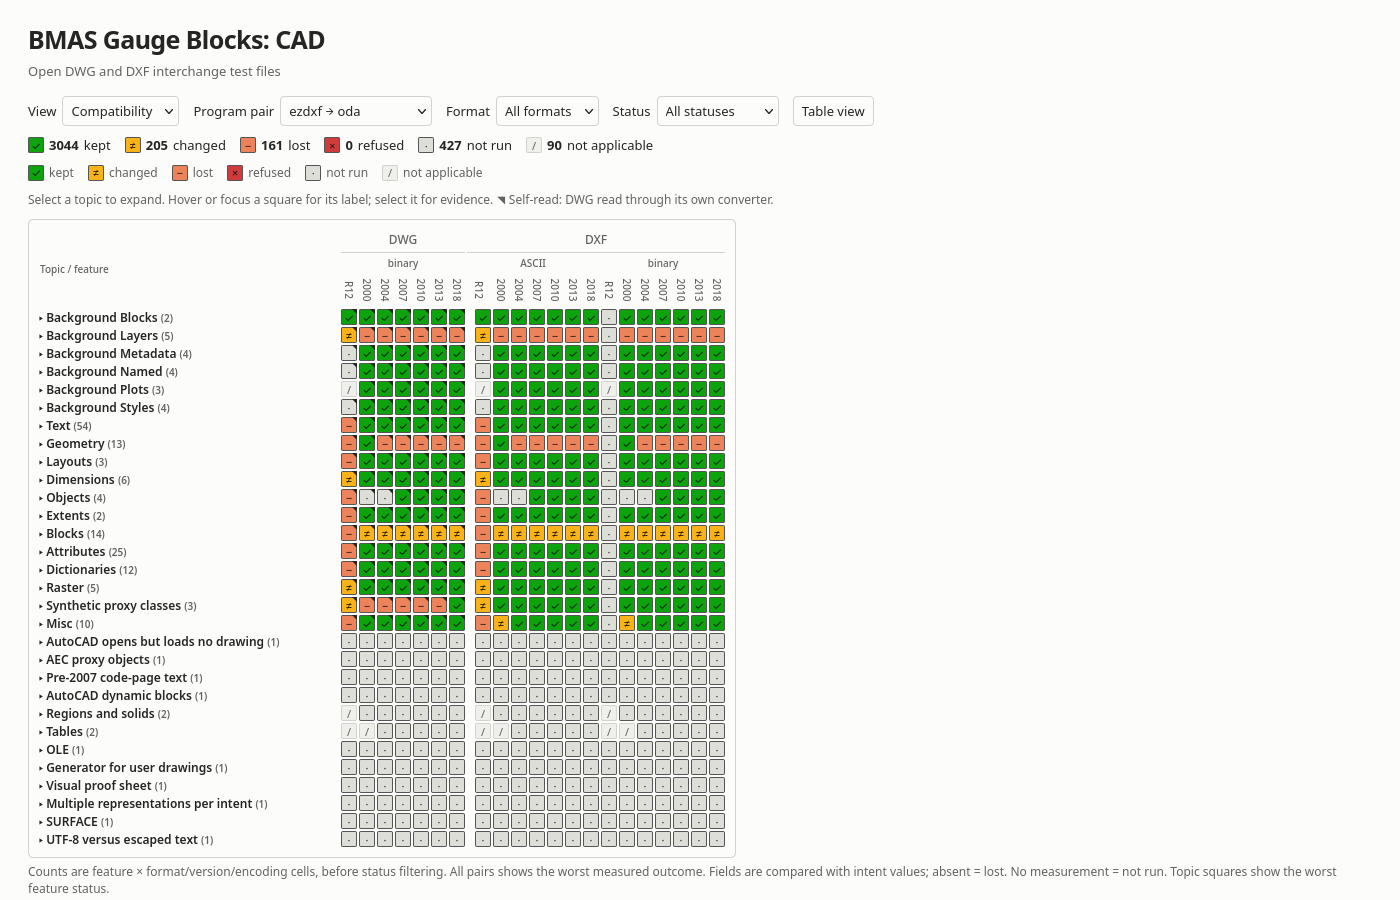 BMAS Gauge Blocks: CAD
Open DWG and DXF interchange test files
View Compatibility Program pair ezdxf → oda Format All formats Status All statuses Table view
✓ 3044 kept ≠ 205 changed − 161 lost × 0 refused · 427 not run / 90 not applicable
✓ kept ≠ changed − lost × refused · not run / not applicable
Select a topic to expand. Hover or focus a square for its label; select it for evidence. ◥ Self-read: DWG read through its own converter.
DWG DXF
binary ASCII binary
Topic / feature
R12 2000 2004 2007 2010 2013 2018 R12 2000 2004 2007 2010 2013 2018 R12 2000 2004 2007 2010 2013 2018
▸ Background Blocks (2) ✓ ✓ ✓ ✓ ✓ ✓ ✓ ✓ ✓ ✓ ✓ ✓ ✓ ✓ · ✓ ✓ ✓ ✓ ✓ ✓
▸ Background Layers (5) ≠ − − − − − − ≠ − − − − − − · − − − − − −
▸ Background Metadata (4) · ✓ ✓ ✓ ✓ ✓ ✓ · ✓ ✓ ✓ ✓ ✓ ✓ · ✓ ✓ ✓ ✓ ✓ ✓
▸ Background Named (4) · ✓ ✓ ✓ ✓ ✓ ✓ · ✓ ✓ ✓ ✓ ✓ ✓ · ✓ ✓ ✓ ✓ ✓ ✓
▸ Background Plots (3) / ✓ ✓ ✓ ✓ ✓ ✓ / ✓ ✓ ✓ ✓ ✓ ✓ / ✓ ✓ ✓ ✓ ✓ ✓
▸ Background Styles (4) · ✓ ✓ ✓ ✓ ✓ ✓ · ✓ ✓ ✓ ✓ ✓ ✓ · ✓ ✓ ✓ ✓ ✓ ✓
▸ Text (54) − ✓ ✓ ✓ ✓ ✓ ✓ − ✓ ✓ ✓ ✓ ✓ ✓ · ✓ ✓ ✓ ✓ ✓ ✓
▸ Geometry (13) − ✓ − − − − − − ✓ − − − − − · ✓ − − − − −
▸ Layouts (3) − ✓ ✓ ✓ ✓ ✓ ✓ − ✓ ✓ ✓ ✓ ✓ ✓ · ✓ ✓ ✓ ✓ ✓ ✓
▸ Dimensions (6) ≠ ✓ ✓ ✓ ✓ ✓ ✓ ≠ ✓ ✓ ✓ ✓ ✓ ✓ · ✓ ✓ ✓ ✓ ✓ ✓
▸ Objects (4) − · · ✓ ✓ ✓ ✓ − · · ✓ ✓ ✓ ✓ · · · ✓ ✓ ✓ ✓
▸ Extents (2) − ✓ ✓ ✓ ✓ ✓ ✓ − ✓ ✓ ✓ ✓ ✓ ✓ · ✓ ✓ ✓ ✓ ✓ ✓
▸ Blocks (14) − ≠ ≠ ≠ ≠ ≠ ≠ − ≠ ≠ ≠ ≠ ≠ ≠ · ≠ ≠ ≠ ≠ ≠ ≠
▸ Attributes (25) − ✓ ✓ ✓ ✓ ✓ ✓ − ✓ ✓ ✓ ✓ ✓ ✓ · ✓ ✓ ✓ ✓ ✓ ✓
▸ Dictionaries (12) − ✓ ✓ ✓ ✓ ✓ ✓ − ✓ ✓ ✓ ✓ ✓ ✓ · ✓ ✓ ✓ ✓ ✓ ✓
▸ Raster (5) ≠ ✓ ✓ ✓ ✓ ✓ ✓ ≠ ✓ ✓ ✓ ✓ ✓ ✓ · ✓ ✓ ✓ ✓ ✓ ✓
▸ Synthetic proxy classes (3) ≠ − − − − − ✓ ≠ ✓ ✓ ✓ ✓ ✓ ✓ · ✓ ✓ ✓ ✓ ✓ ✓
▸ Misc (10) − ✓ ✓ ✓ ✓ ✓ ✓ − ≠ ✓ ✓ ✓ ✓ ✓ · ≠ ✓ ✓ ✓ ✓ ✓
▸ AutoCAD opens but loads no drawing (1) · · · · · · · · · · · · · · · · · · · · ·
▸ AEC proxy objects (1) · · · · · · · · · · · · · · · · · · · · ·
▸ Pre-2007 code-page text (1) · · · · · · · · · · · · · · · · · · · · ·
▸ AutoCAD dynamic blocks (1) · · · · · · · · · · · · · · · · · · · · ·
▸ Regions and solids (2) / · · · · · · / · · · · · · / · · · · · ·
▸ Tables (2) / / · · · · · / / · · · · · / / · · · · ·
▸ OLE (1) · · · · · · · · · · · · · · · · · · · · ·
▸ Generator for user drawings (1) · · · · · · · · · · · · · · · · · · · · ·
▸ Visual proof sheet (1) · · · · · · · · · · · · · · · · · · · · ·
▸ Multiple representations per intent (1) · · · · · · · · · · · · · · · · · · · · ·
▸ SURFACE (1) · · · · · · · · · · · · · · · · · · · · ·
▸ UTF-8 versus escaped text (1) · · · · · · · · · · · · · · · · · · · · ·
Counts are feature × format/version/encoding cells, before status filtering. All pairs shows the worst measured outcome. Fields are compared with intent values; absent = lost. No measurement = not run. Topic squares show the worst
feature status.